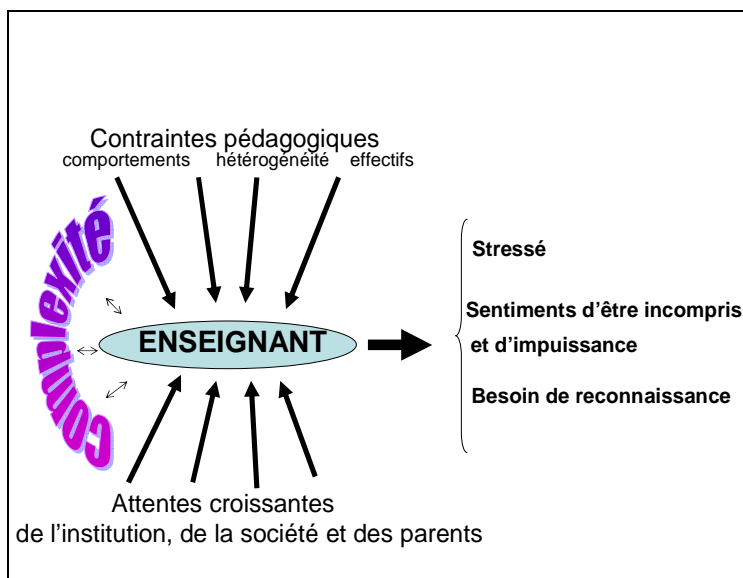 Contraintes pédagogiques
comportements hétérogénéité effectifs
complexité
ENSEIGNANT
Stressé
Sentiments d'être incompris
et d'impuissance
Besoin de reconnaissance
Attentes croissantes
de l'institution, de la société et des parents